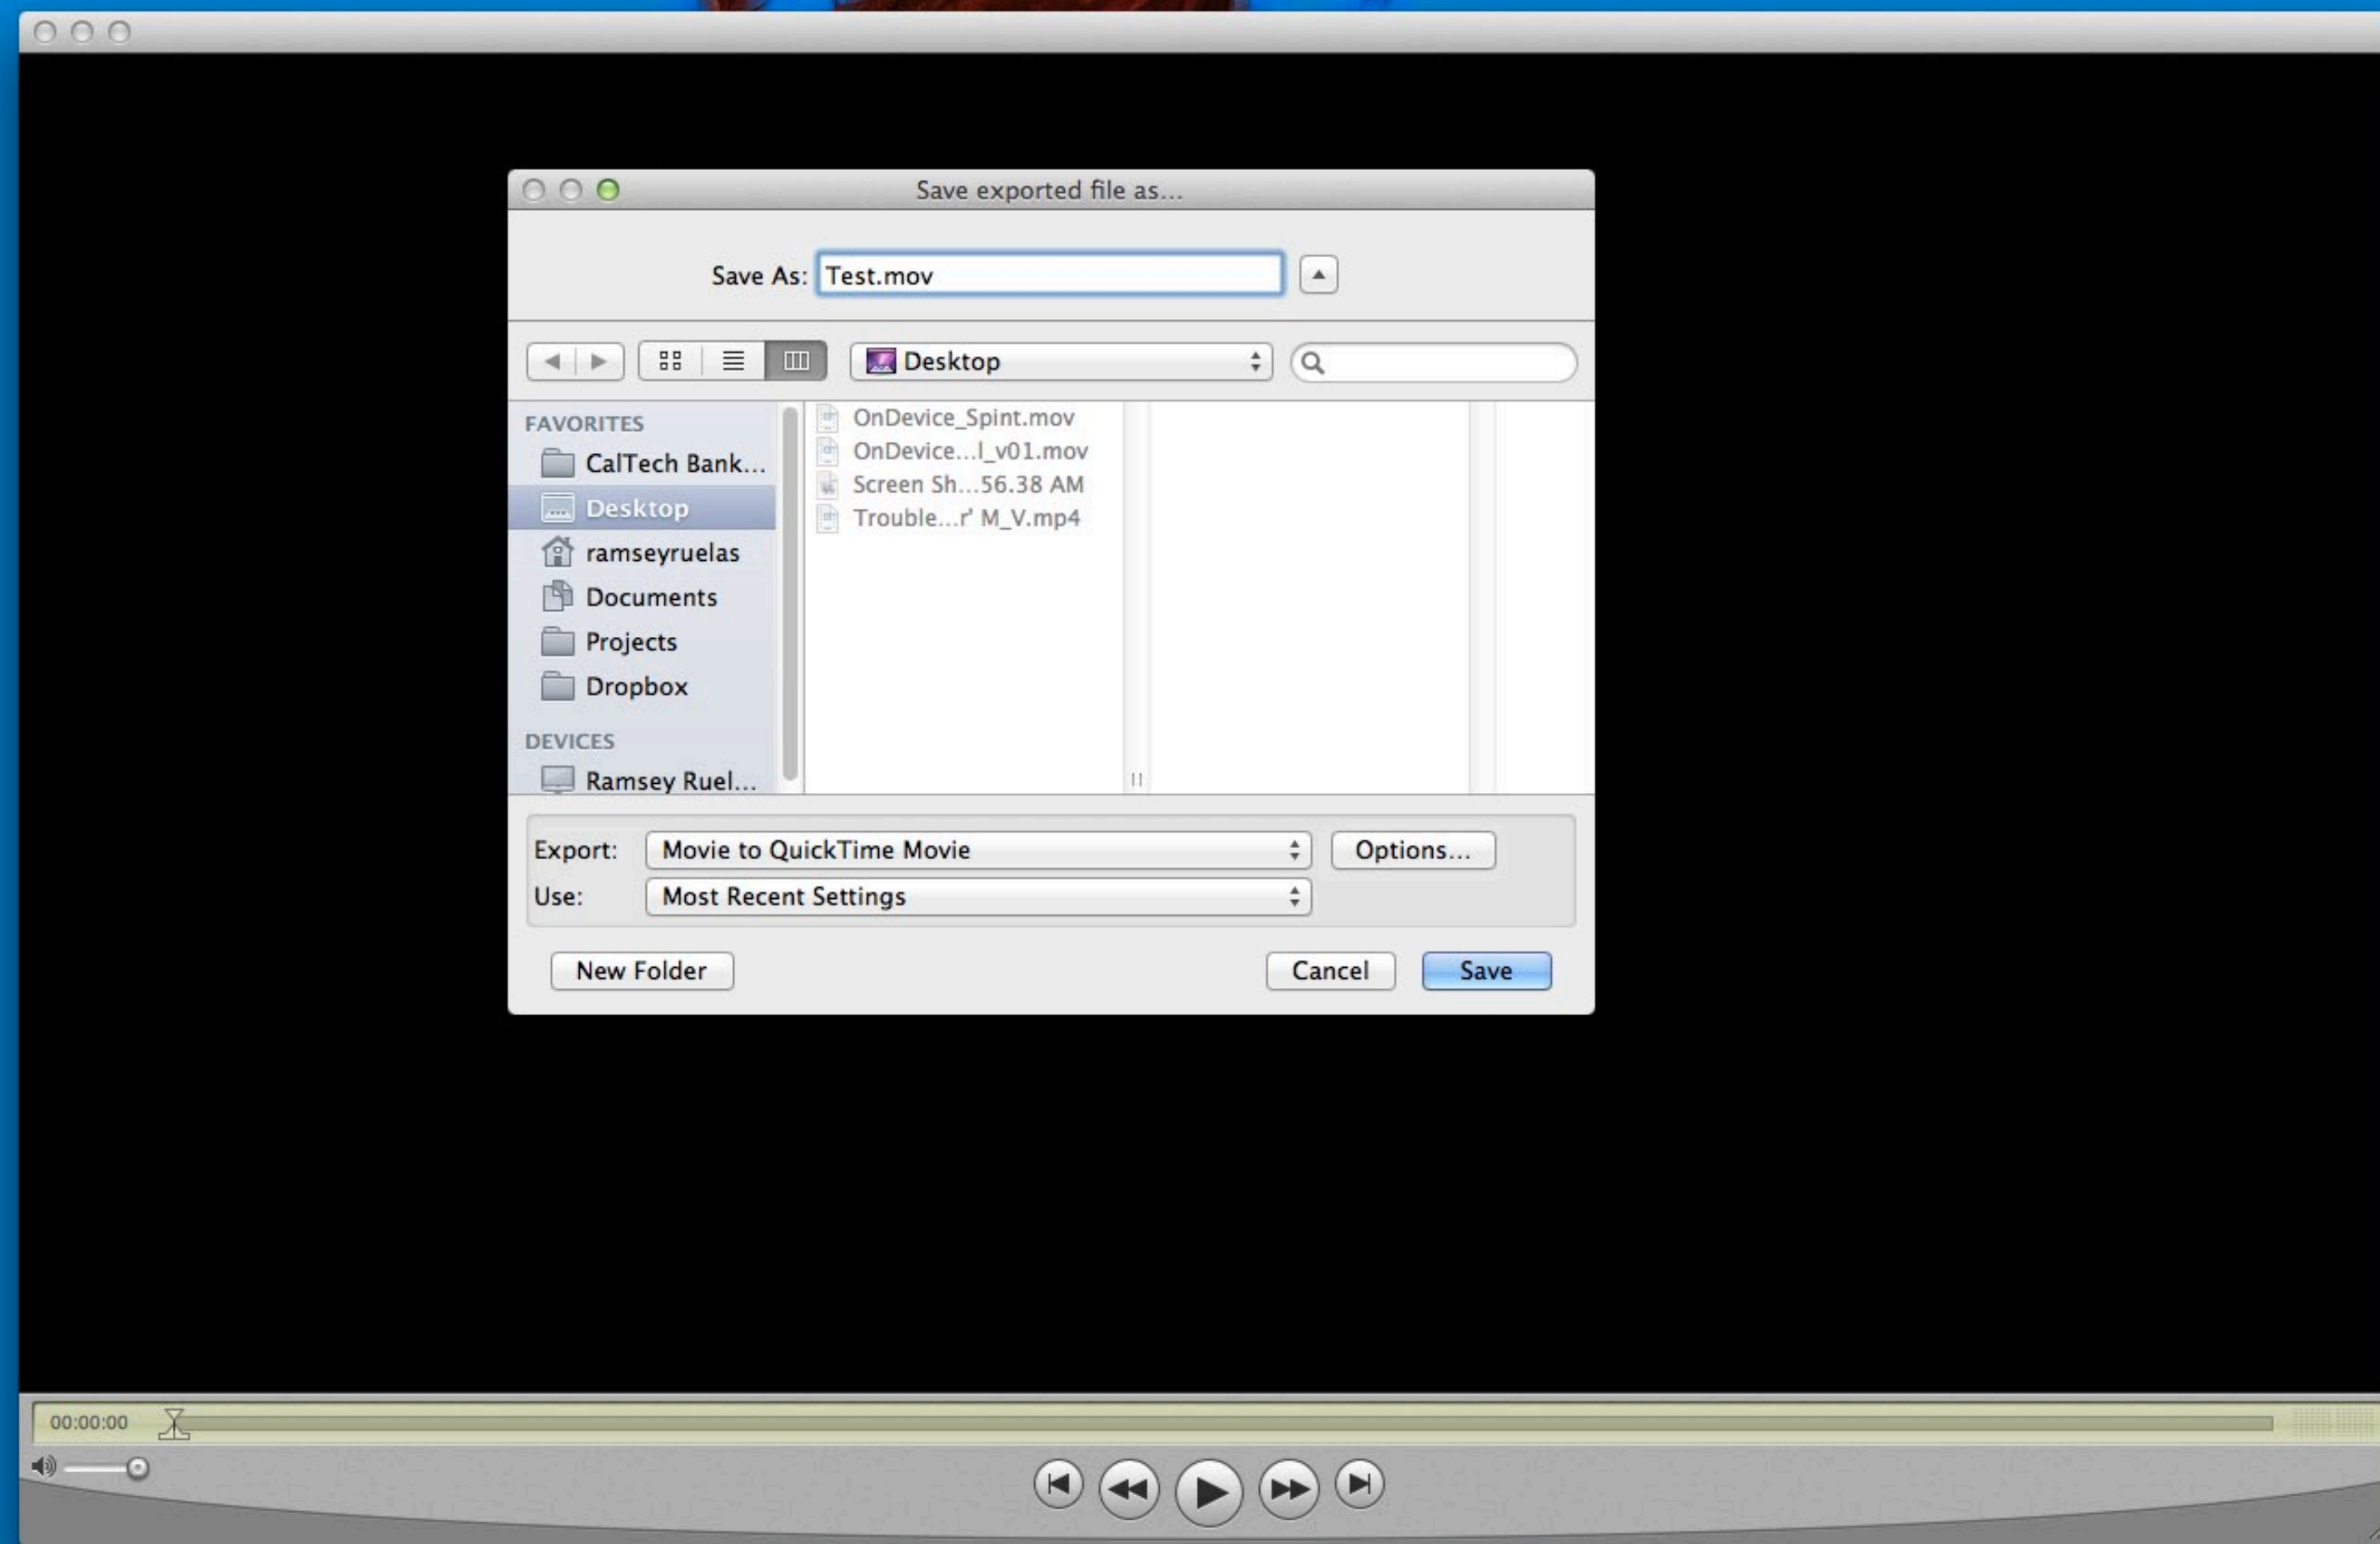 Save exported file as...
Save As: Test.mov
Desktop
FAVORITES
CalTech Bank...
Desktop
ramseyruelas
Documents
Projects
Dropbox
DEVICES
Ramsey Ruel...
OnDevice_Spint.mov
OnDevice...l_v01.mov
Screen Sh...56.38 AM
Trouble...r' M_V.mp4
Export: Movie to QuickTime Movie Options...
Use: Most Recent Settings
New Folder Cancel Save
00:00:00